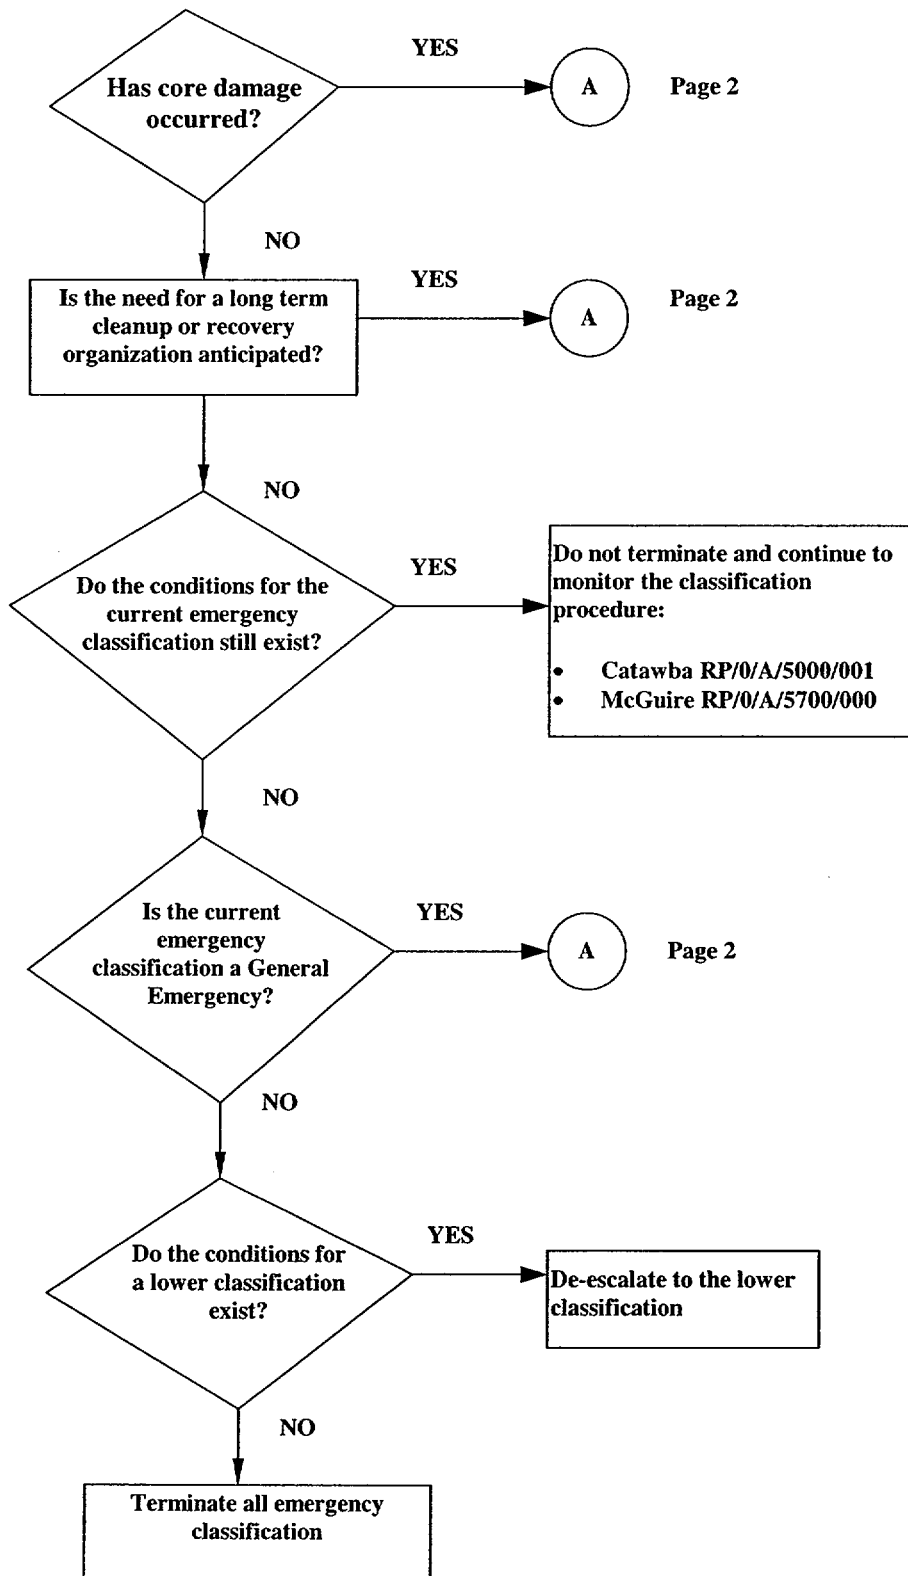 YES
Has core damage
occurred?
A
Page 2
NO
Is the need for a long term
cleanup or recovery
organization anticipated?
YES
A
Page 2
NO
Do the conditions for the
current emergency
classification still exist?
YES
Do not terminate and continue to
monitor the classification
procedure:
• Catawba RP/0/A/5000/001
• McGuire RP/0/A/5700/000
NO
Is the current
emergency
classification a General
Emergency?
YES
A
Page 2
NO
Do the conditions for
a lower classification
exist?
YES
De-escalate to the lower
classification
NO
Terminate all emergency
classification